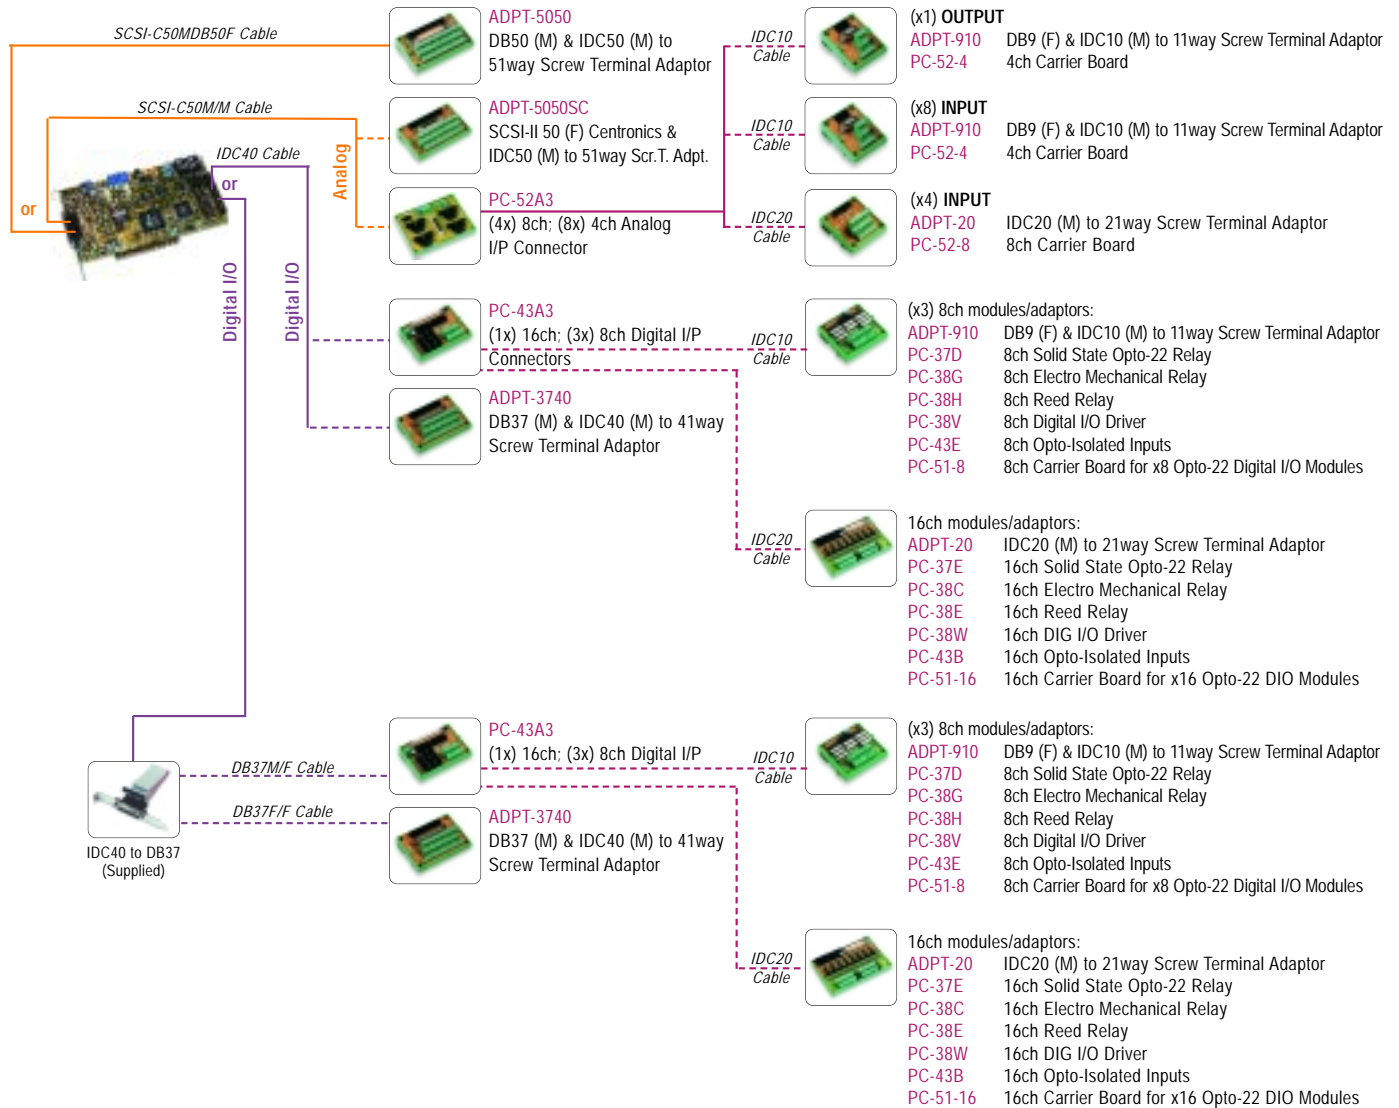 SCSI-C50MDB50F Cable
ADPT-5050
DB50 (M) & IDC50 (M) to
51way Screw Terminal Adaptor
SCSI-C50M/M Cable
ADPT-5050SC
SCSI-II 50 (F) Centronics &
IDC50 (M) to 51way Scr.T. Adpt.
IDC40 Cable
or
or
Analog
PC-52A3
(4x) 8ch; (8x) 4ch Analog
I/P Connector
IDC10
Cable
(x1) OUTPUT
ADPT-910 DB9 (F) & IDC10 (M) to 11way Screw Terminal Adaptor
PC-52-4 4ch Carrier Board
IDC10
Cable
(x8) INPUT
ADPT-910 DB9 (F) & IDC10 (M) to 11way Screw Terminal Adaptor
PC-52-4 4ch Carrier Board
IDC20
Cable
(x4) INPUT
ADPT-20 IDC20 (M) to 21way Screw Terminal Adaptor
PC-52-8 8ch Carrier Board
Digital I/O
Digital I/O
PC-43A3
(1x) 16ch; (3x) 8ch Digital I/P
Connectors
ADPT-3740
DB37 (M) & IDC40 (M) to 41way
Screw Terminal Adaptor
IDC10
Cable
(x3) 8ch modules/adaptors:
ADPT-910 DB9 (F) & IDC10 (M) to 11way Screw Terminal Adaptor
PC-37D 8ch Solid State Opto-22 Relay
PC-38G 8ch Electro Mechanical Relay
PC-38H 8ch Reed Relay
PC-38V 8ch Digital I/O Driver
PC-43E 8ch Opto-Isolated Inputs
PC-51-8 8ch Carrier Board for x8 Opto-22 Digital I/O Modules
IDC20
Cable
16ch modules/adaptors:
ADPT-20 IDC20 (M) to 21way Screw Terminal Adaptor
PC-37E 16ch Solid State Opto-22 Relay
PC-38C 16ch Electro Mechanical Relay
PC-38E 16ch Reed Relay
PC-38W 16ch DIG I/O Driver
PC-43B 16ch Opto-Isolated Inputs
PC-51-16 16ch Carrier Board for x16 Opto-22 DIO Modules
IDC40 to DB37
(Supplied)
DB37M/F Cable
DB37F/F Cable
PC-43A3
(1x) 16ch; (3x) 8ch Digital I/P
ADPT-3740
DB37 (M) & IDC40 (M) to 41way
Screw Terminal Adaptor
IDC10
Cable
(x3) 8ch modules/adaptors:
ADPT-910 DB9 (F) & IDC10 (M) to 11way Screw Terminal Adaptor
PC-37D 8ch Solid State Opto-22 Relay
PC-38G 8ch Electro Mechanical Relay
PC-38H 8ch Reed Relay
PC-38V 8ch Digital I/O Driver
PC-43E 8ch Opto-Isolated Inputs
PC-51-8 8ch Carrier Board for x8 Opto-22 Digital I/O Modules
IDC20
Cable
16ch modules/adaptors:
ADPT-20 IDC20 (M) to 21way Screw Terminal Adaptor
PC-37E 16ch Solid State Opto-22 Relay
PC-38C 16ch Electro Mechanical Relay
PC-38E 16ch Reed Relay
PC-38W 16ch DIG I/O Driver
PC-43B 16ch Opto-Isolated Inputs
PC-51-16 16ch Carrier Board for x16 Opto-22 DIO Modules